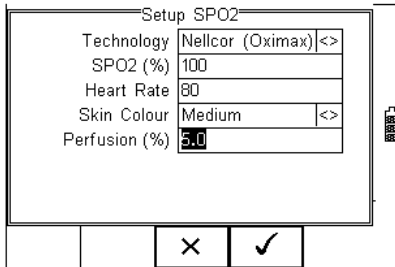 Setup SPO2
Technology Nellcor (Oximax) <>
SPO2 (%) 100
Heart Rate 80
Skin Colour Medium <>
Perfusion (%) 5.0